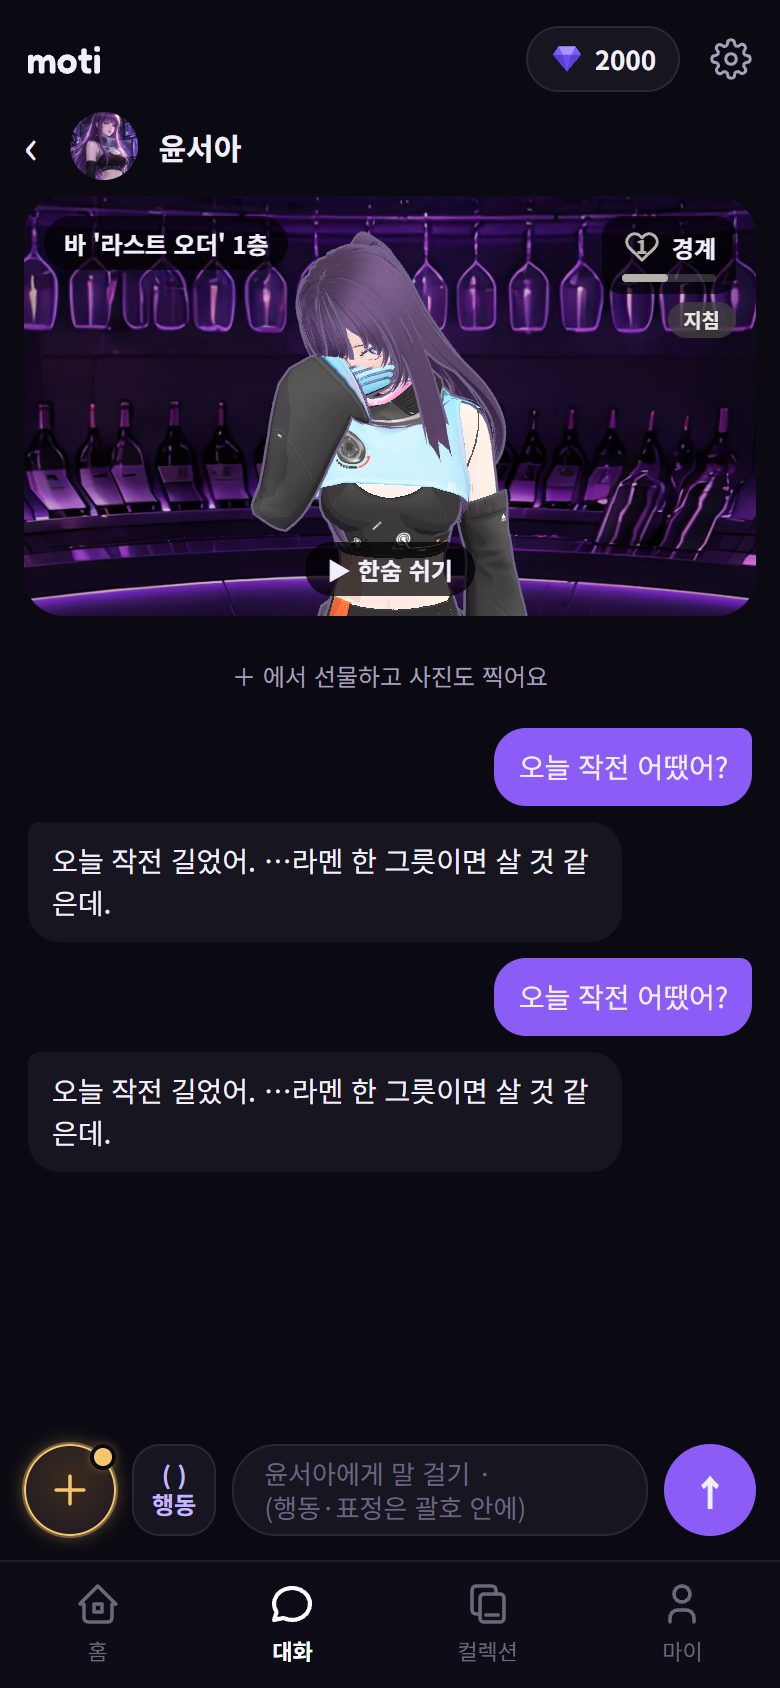 moti
2000
윤서아
바 '라스트 오더' 1층
1 경계
지침
▶ 한숨 쉬기
+ 에서 선물하고 사진도 찍어요
오늘 작전 어땠어?
오늘 작전 길었어. …라멘 한 그릇이면 살 것 같
은데.
오늘 작전 어땠어?
오늘 작전 길었어. …라멘 한 그릇이면 살 것 같
은데.
( )
행동
윤서아에게 말 걸기 ·
(행동·표정은 괄호 안에)
홈
대화
컬렉션
마이